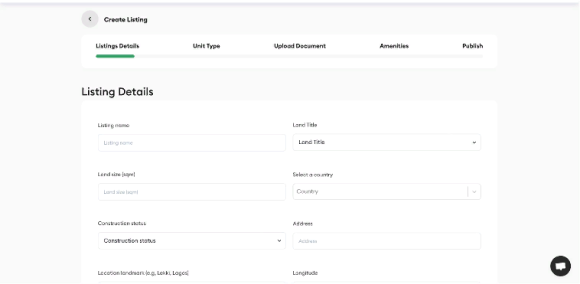 Create Listing
Listings Details Unit Type Upload Document Amenities Publish
Listing Details
Listing name Land Title
Listing name Land Title
Land size (sqm) Select a country
Land size (sqm) Country
Construction status Address
Construction status Address
Location landmark (e.g, Lekki, Lagos) Longitude